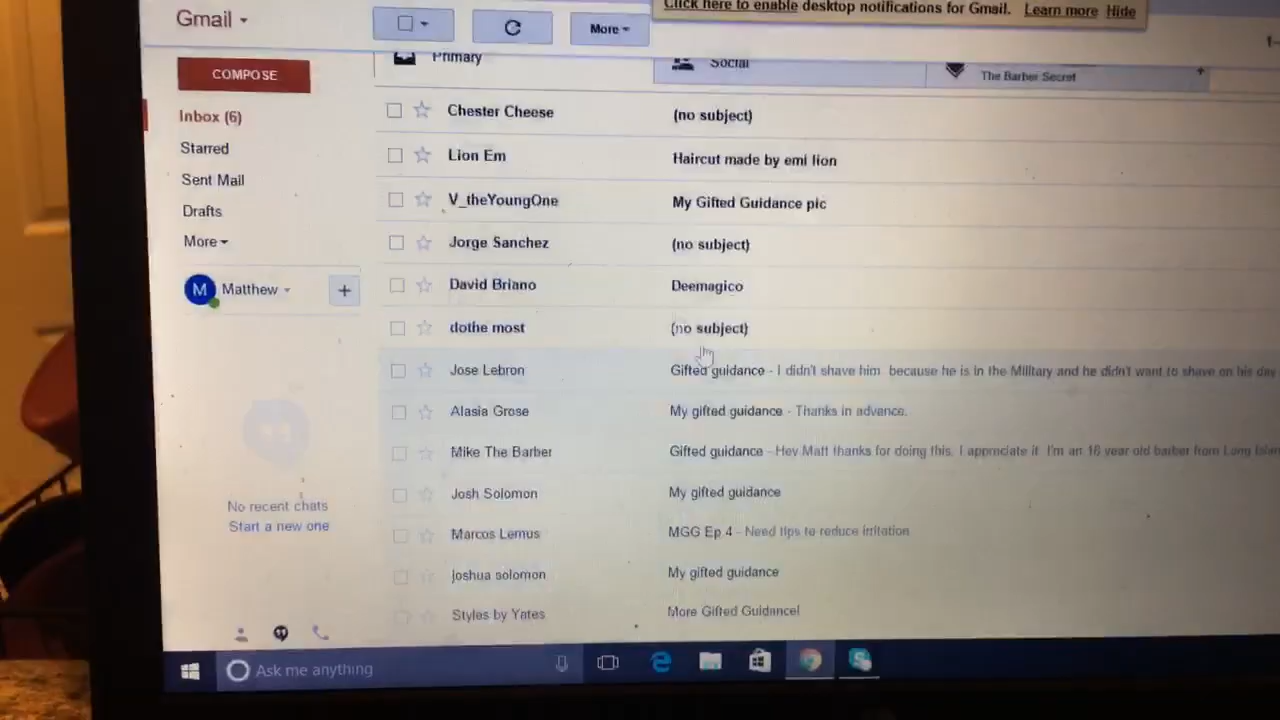 Click here to enable desktop notifications for Gmail. Learn more Hide
Gmail
More
COMPOSE
Primary
Social
The Barber Secret
Inbox (6)
Starred
Sent Mail
Drafts
More
M Matthew +
No recent chats
Start a new one
Chester Cheese (no subject)
Lion Em Haircut made by emi lion
V_theYoungOne My Gifted Guidance pic
Jorge Sanchez (no subject)
David Briano Deemagico
dothe most (no subject)
Jose Lebron Gifted guidance - I didn't shave him because he is in the Military and he didn't want to shave on his day
Alasia Grose My gifted guidance - Thanks in advance.
Mike The Barber Gifted guidance - Hey Matt thanks for doing this, I appreciate it I'm an 16 year old barber from Long
Josh Solomon My gifted guidance
Marcos Lemus MGG Ep.4 - Need tips to reduce irritation
Joshua solomon My gifted guidance
Styles by Yates More Gifted Guidance!
Ask me anything